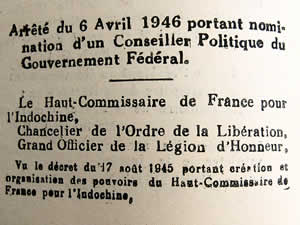 Arrêté du 6 Avril 1946 portant nomi-
nation d'un Conseiller Politique du
Gouvernement Fédéral.
Le Haut-Commissaire de France pour
l'Indochine,
Chancelier de l'Ordre de la Libération,
Grand Officier de la Légion d'Honneur,
Vu le décret du 17 août 1945 portant création et
organisation des pouvoirs du Haut-Commissaire de
France pour l'Indochine,